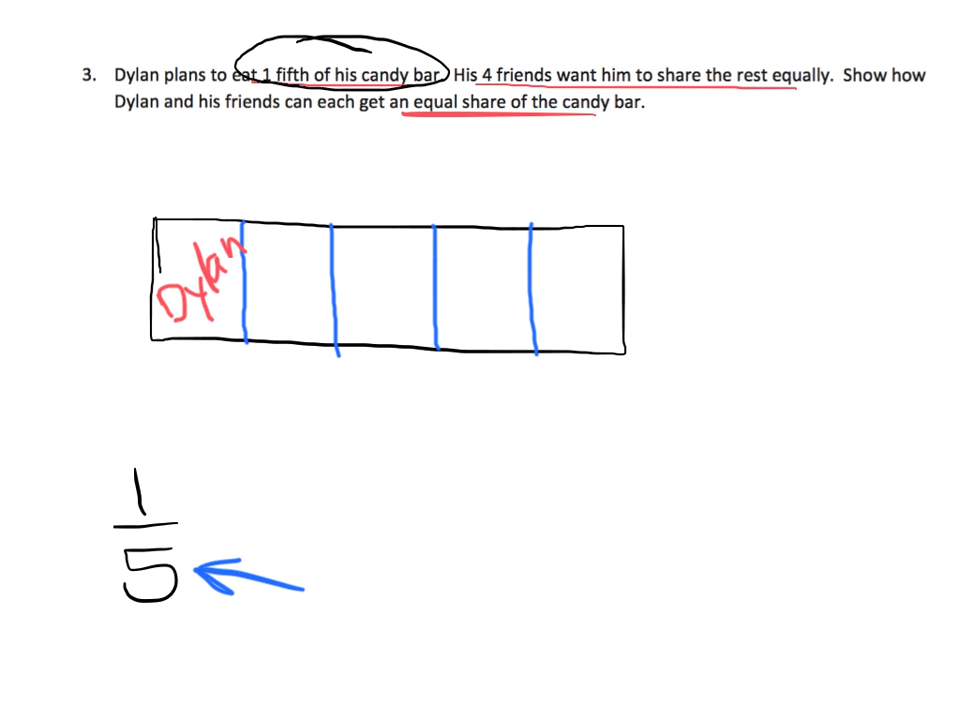 3. Dylan plans to eat 1 fifth of his candy bar. His 4 friends want him to share the rest equally. Show how
Dylan and his friends can each get an equal share of the candy bar.
Dylan
1
5